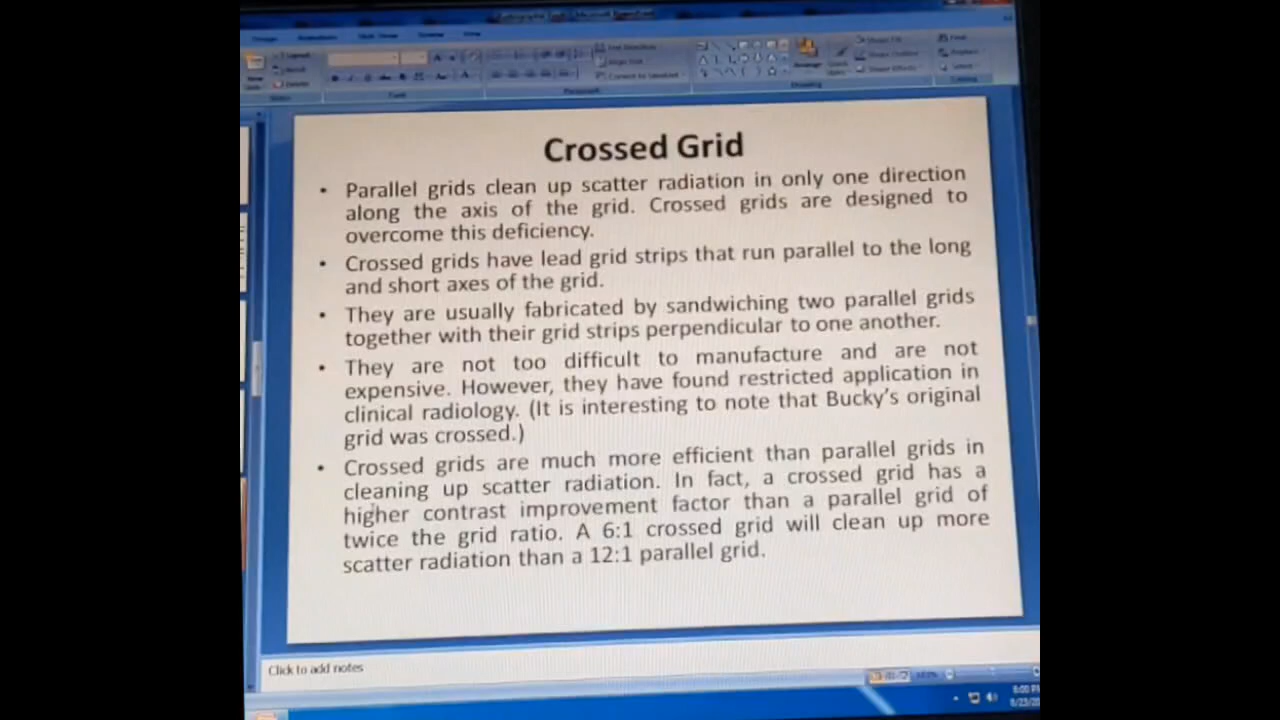 Crossed Grid
• Parallel grids clean up scatter radiation in only one direction
along the axis of the grid. Crossed grids are designed to
overcome this deficiency.
• Crossed grids have lead grid strips that run parallel to the long
and short axes of the grid.
• They are usually fabricated by sandwiching two parallel grids
together with their grid strips perpendicular to one another.
• They are not too difficult to manufacture and are not
expensive. However, they have found restricted application in
clinical radiology. (It is interesting to note that Bucky's original
grid was crossed.)
• Crossed grids are much more efficient than parallel grids in
cleaning up scatter radiation. In fact, a crossed grid has a
higher contrast improvement factor than a parallel grid of
twice the grid ratio. A 6:1 crossed grid will clean up more
scatter radiation than a 12:1 parallel grid.
Click to add notes